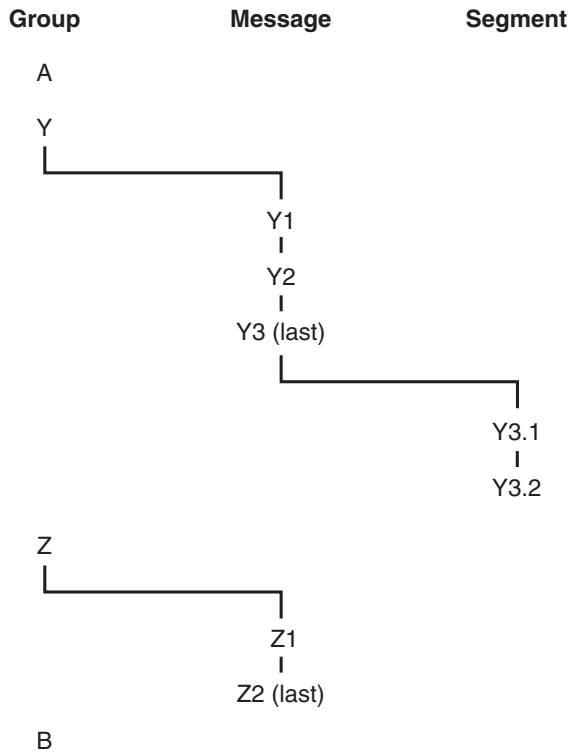 Group Message Segment
A
Y
Y1
Y2
Y3 (last)
Y3.1
Y3.2
Z
Z1
Z2 (last)
B